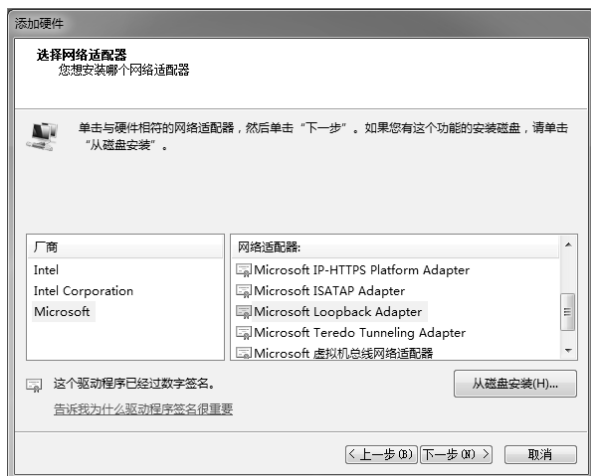 添加硬件
选择网络适配器
您想安装哪个网络适配器
单击与硬件相符的网络适配器，然后单击“下一步”。如果您有这个功能的安装磁盘，请单击
“从磁盘安装”。
厂商
Intel
Intel Corporation
Microsoft
网络适配器:
Microsoft IP-HTTPS Platform Adapter
Microsoft ISATAP Adapter
Microsoft Loopback Adapter
Microsoft Teredo Tunneling Adapter
Microsoft 虚拟机总线网络适配器
这个驱动程序已经过数字签名。
从磁盘安装(H)...
告诉我为什么驱动程序签名很重要
< 上一步(B) 下一步(N) > 取消